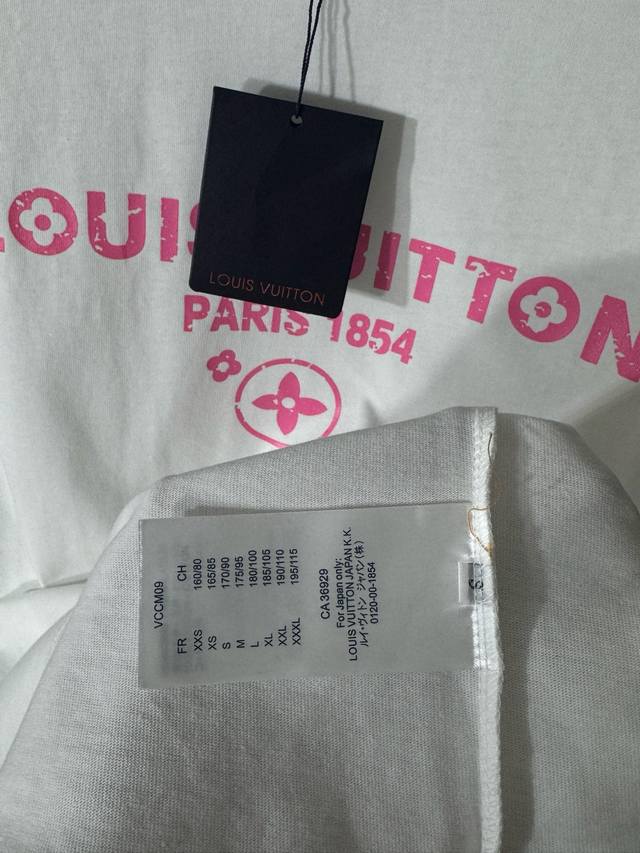 LOUIS VUITTON
LOUIS VUITTON
PARIS 1854
VCCM09
FR CH
XXS 160/80
XS 165/85
S 170/90
M 175/95
L 180/100
XL 185/105
XXL 190/110
XXXL 195/115
CA 36929
For Japan only:
LOUIS VUITTON JAPAN K.K.
ルイ・ヴィトン ジャパン(株)
0120-00-1854
S